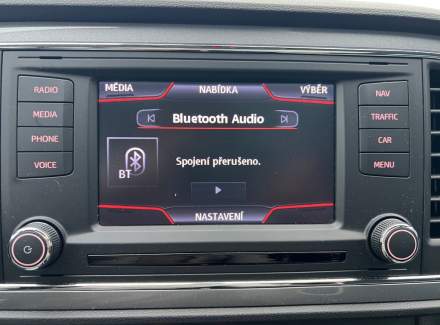 RADIO
MEDIA
PHONE
VOICE
MÉDIA NABÍDKA VÝBĚR
Bluetooth Audio
Spojení přerušeno.
BT
NASTAVENÍ
NAV
TRAFFIC
CAR
MENU